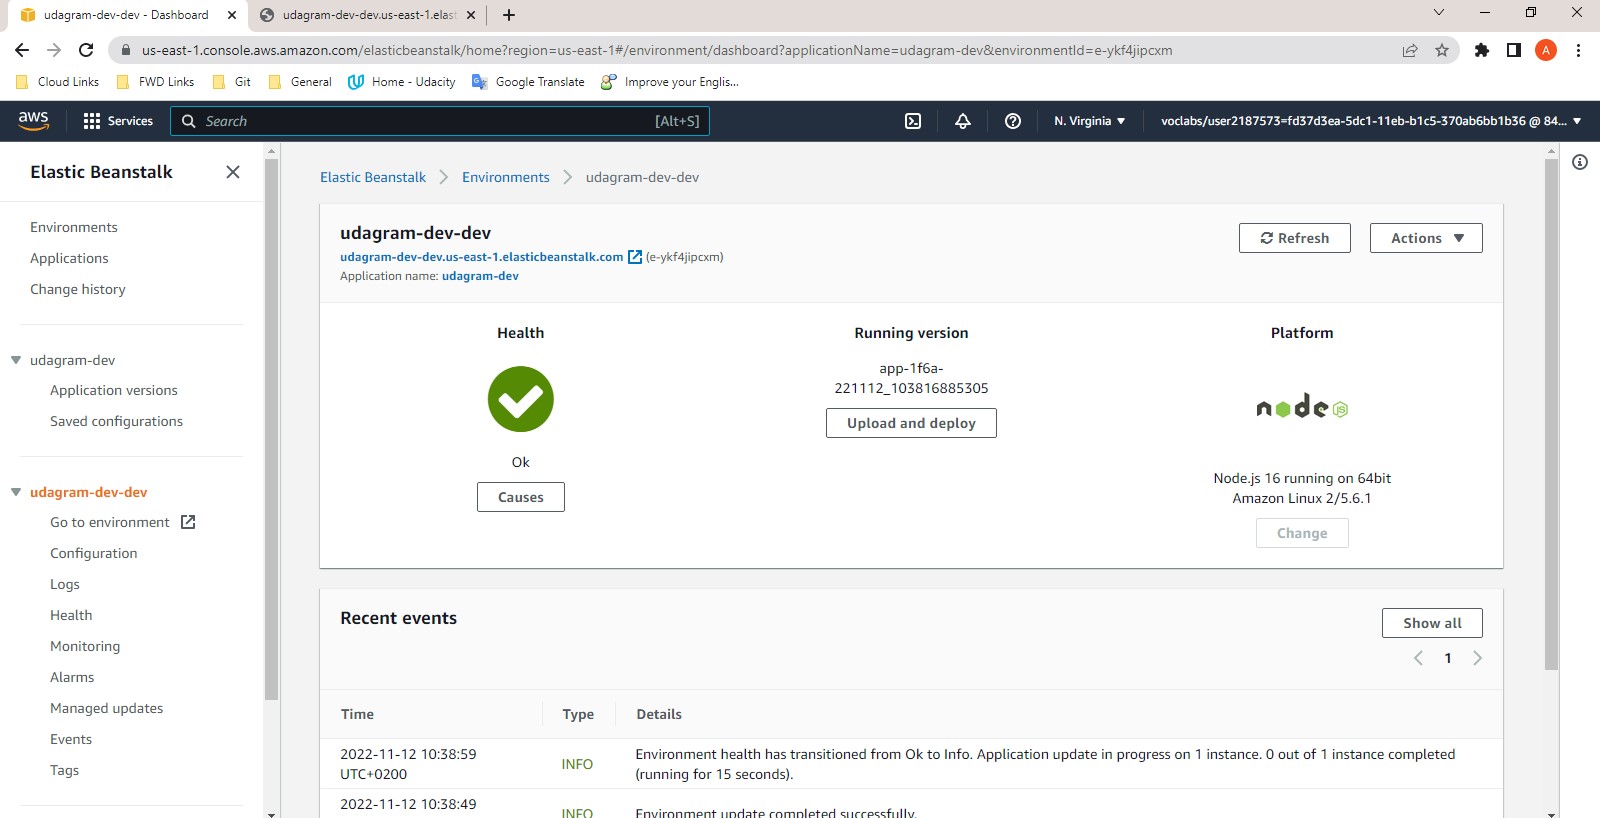 udagram-dev-dev - Dashboard
udagram-dev-dev.us-east-1.elast
us-east-1.console.aws.amazon.com/elasticbeanstalk/home?region=us-east-1#/environment/dashboard?applicationName=udagram-dev&environmentId=e-ykf4jipcxm
A
Cloud Links
FWD Links
Git
General
Home - Udacity
Google Translate
Improve your Englis...
aws
Services
Search
[Alt+S]
N. Virginia
voclabs/user2187573=fd37d3ea-5dc1-11eb-b1c5-370ab6bb1b36 @ 84...
Elastic Beanstalk
Environments
Applications
Change history
udagram-dev
Application versions
Saved configurations
udagram-dev-dev
Go to environment
Configuration
Logs
Health
Monitoring
Alarms
Managed updates
Events
Tags
Elastic Beanstalk
Environments
udagram-dev-dev
udagram-dev-dev
udagram-dev-dev.us-east-1.elasticbeanstalk.com (e-ykf4jipcxm)
Application name: udagram-dev
Refresh
Actions
Health
Ok
Causes
Running version
app-1f6a-
221112_103816885305
Upload and deploy
Platform
node JS
Node.js 16 running on 64bit
Amazon Linux 2/5.6.1
Change
Recent events
Show all
1
Time
Type
Details
2022-11-12 10:38:59
UTC+0200
INFO
Environment health has transitioned from Ok to Info. Application update in progress on 1 instance. 0 out of 1 instance completed
(running for 15 seconds).
2022-11-12 10:38:49
INFO
Environment update completed successfully.